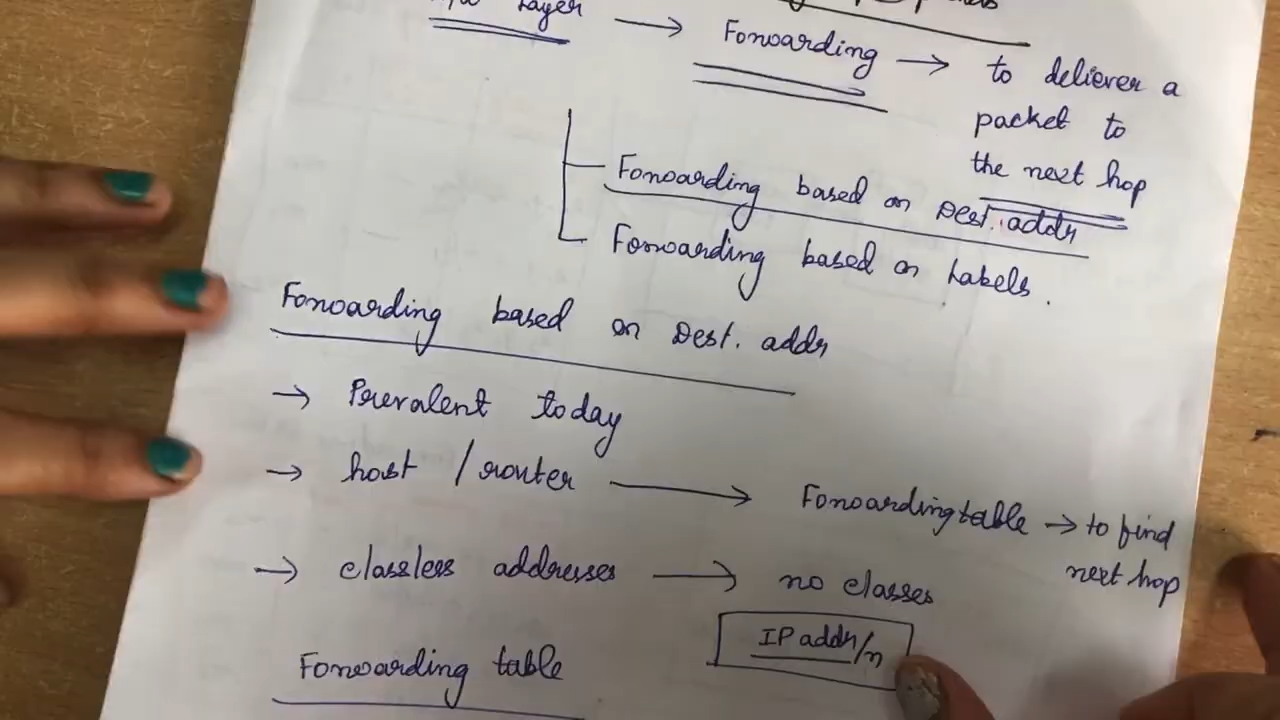 Layer → Forwarding → to deliever a
packet to
the next hop
Forwarding based on Dest. addr
Forwarding based on Labels.
Forwarding based on Dest. addr
→ Prevalent today
→ host / router → Forwarding table → to find
next hop
→ classless addresses → no classes
IP addr/n
Forwarding table